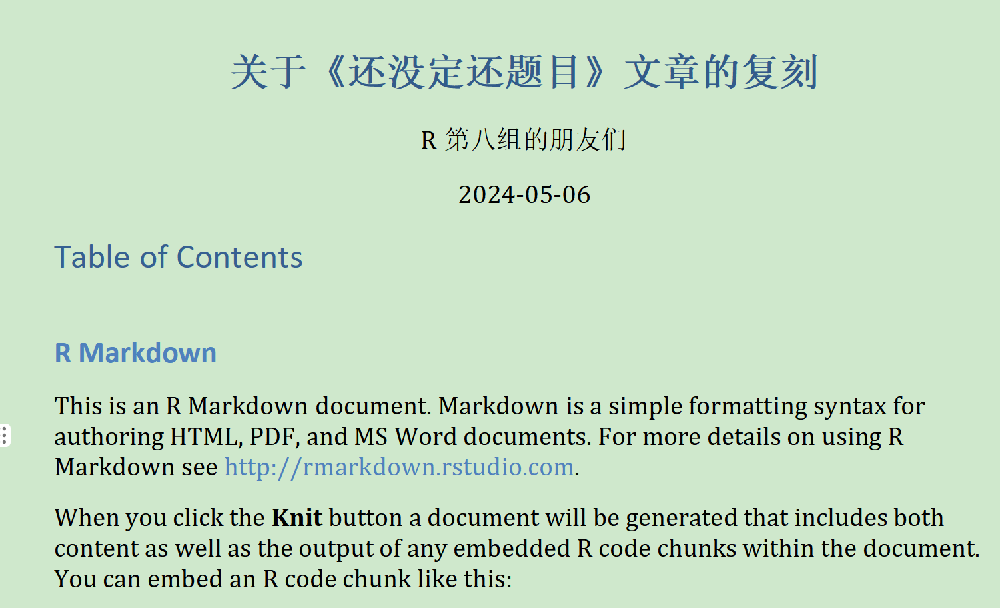 关于《还没定还题目》文章的复刻
R 第八组的朋友们
2024-05-06
Table of Contents
R Markdown
This is an R Markdown document. Markdown is a simple formatting syntax for
authoring HTML, PDF, and MS Word documents. For more details on using R
Markdown see http://rmarkdown.rstudio.com.
When you click the Knit button a document will be generated that includes both
content as well as the output of any embedded R code chunks within the document.
You can embed an R code chunk like this: